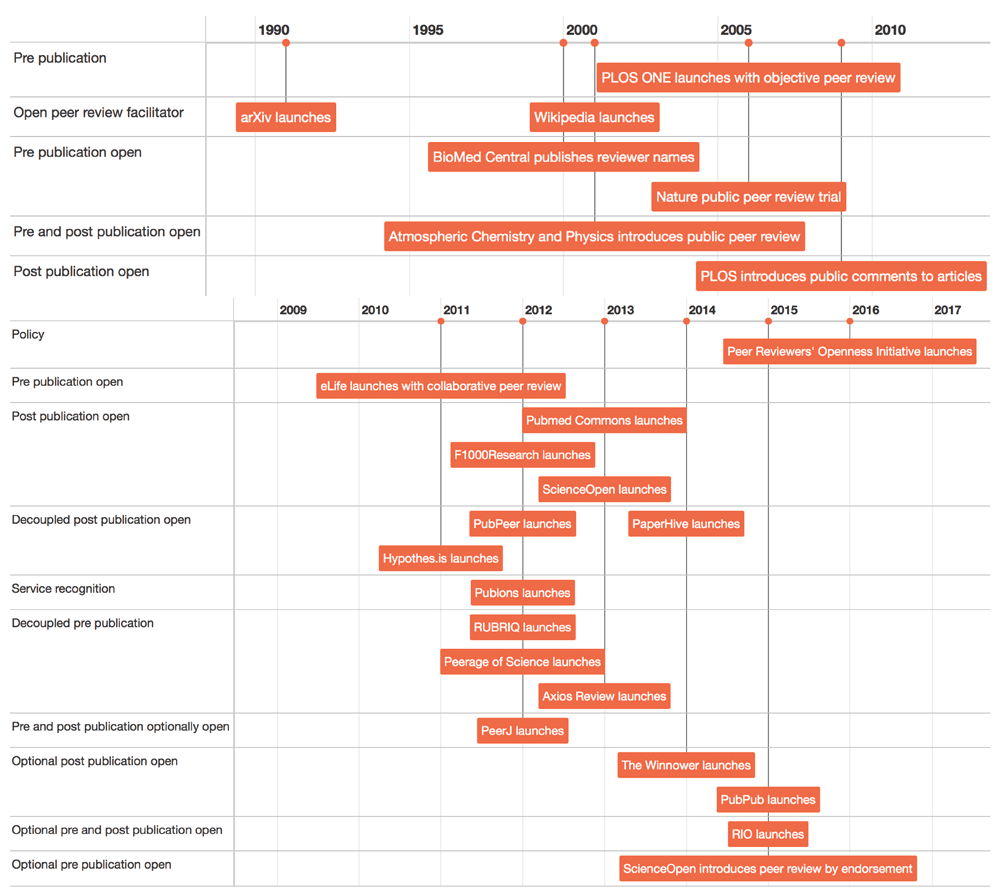 1990 1995 2000 2005 2010
Pre publication
PLOS ONE launches with objective peer review
Open peer review facilitator
arXiv launches
Wikipedia launches
Pre publication open
BioMed Central publishes reviewer names
Nature public peer review trial
Pre and post publication open
Atmospheric Chemistry and Physics introduces public peer review
Post publication open
PLOS introduces public comments to articles
2009 2010 2011 2012 2013 2014 2015 2016 2017
Policy
Peer Reviewers' Openness Initiative launches
Pre publication open
eLife launches with collaborative peer review
Post publication open
Pubmed Commons launches
F1000Research launches
ScienceOpen launches
Decoupled post publication open
PubPeer launches
PaperHive launches
Hypothes.is launches
Service recognition
Publons launches
Decoupled pre publication
RUBRIQ launches
Peerage of Science launches
Axios Review launches
Pre and post publication optionally open
PeerJ launches
Optional post publication open
The Winnower launches
PubPub launches
Optional pre and post publication open
RIO launches
Optional pre publication open
ScienceOpen introduces peer review by endorsement